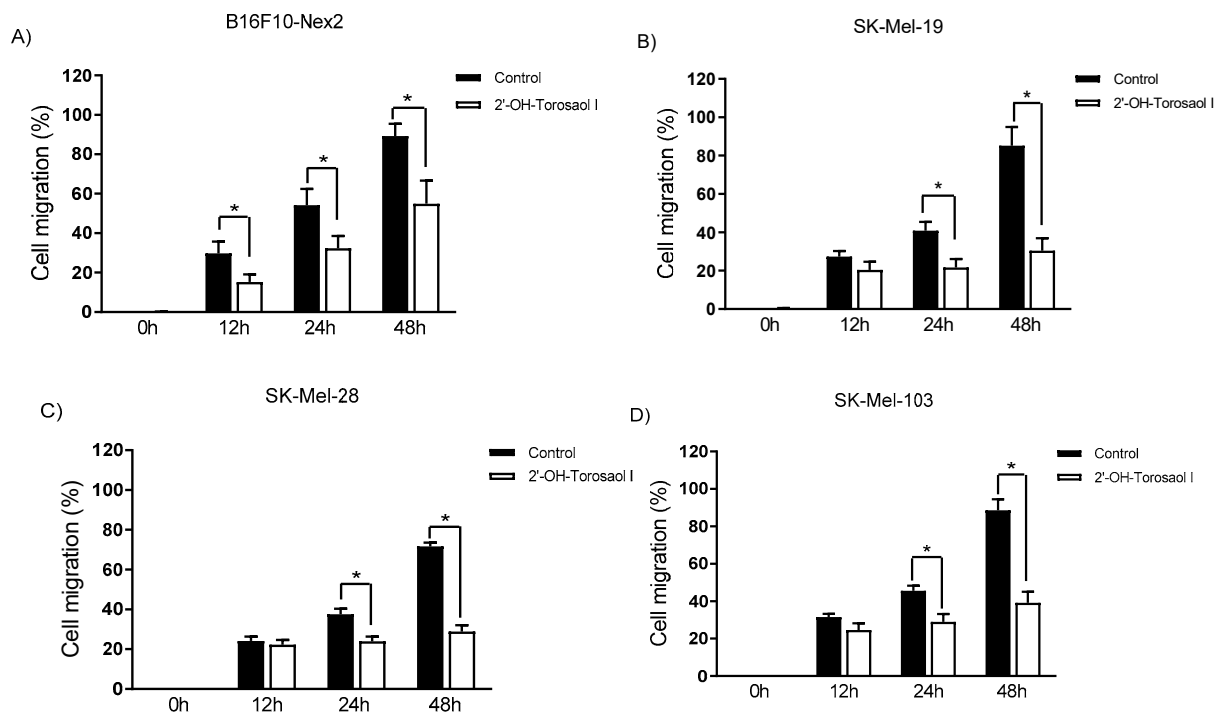 A)
B16F10-Nex2
Cell migration (%)
120
100
80
60
40
20
0
*
*
*
0h 12h 24h 48h
Control
2'-OH-Torosaol I
B)
SK-Mel-19
Cell migration (%)
120
100
80
60
40
20
0
*
*
0h 12h 24h 48h
Control
2'-OH-Torosaol I
C)
SK-Mel-28
Cell migration (%)
120
100
80
60
40
20
0
*
*
0h 12h 24h 48h
Control
2'-OH-Torosaol I
D)
SK-Mel-103
Cell migration (%)
120
100
80
60
40
20
0
*
*
0h 12h 24h 48h
Control
2'-OH-Torosaol I